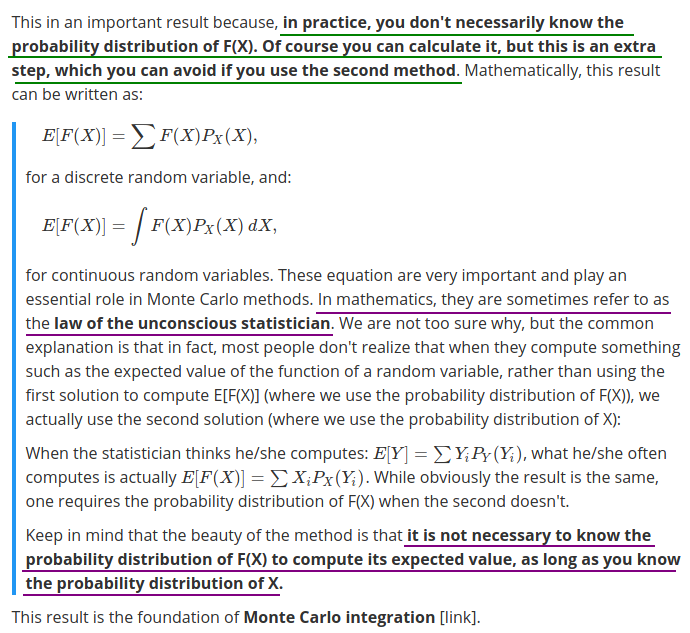 This in an important result because, in practice, you don't necessarily know the
probability distribution of F(X). Of course you can calculate it, but this is an extra
step, which you can avoid if you use the second method. Mathematically, this result
can be written as:
E[F(X)] = ∑ F(X)P_X(X),
for a discrete random variable, and:
E[F(X)] = ∫ F(X)P_X(X) dX,
for continuous random variables. These equation are very important and play an
essential role in Monte Carlo methods. In mathematics, they are sometimes refer to as
the law of the unconscious statistician. We are not too sure why, but the common
explanation is that in fact, most people don't realize that when they compute something
such as the expected value of the function of a random variable, rather than using the
first solution to compute E[F(X)] (where we use the probability distribution of F(X)), we
actually use the second solution (where we use the probability distribution of X):
When the statistician thinks he/she computes: E[Y] = ∑ Y_i P_Y(Y_i), what he/she often
computes is actually E[F(X)] = ∑ X_i P_X(Y_i). While obviously the result is the same,
one requires the probability distribution of F(X) when the second doesn't.
Keep in mind that the beauty of the method is that it is not necessary to know the
probability distribution of F(X) to compute its expected value, as long as you know
the probability distribution of X.
This result is the foundation of Monte Carlo integration [link].